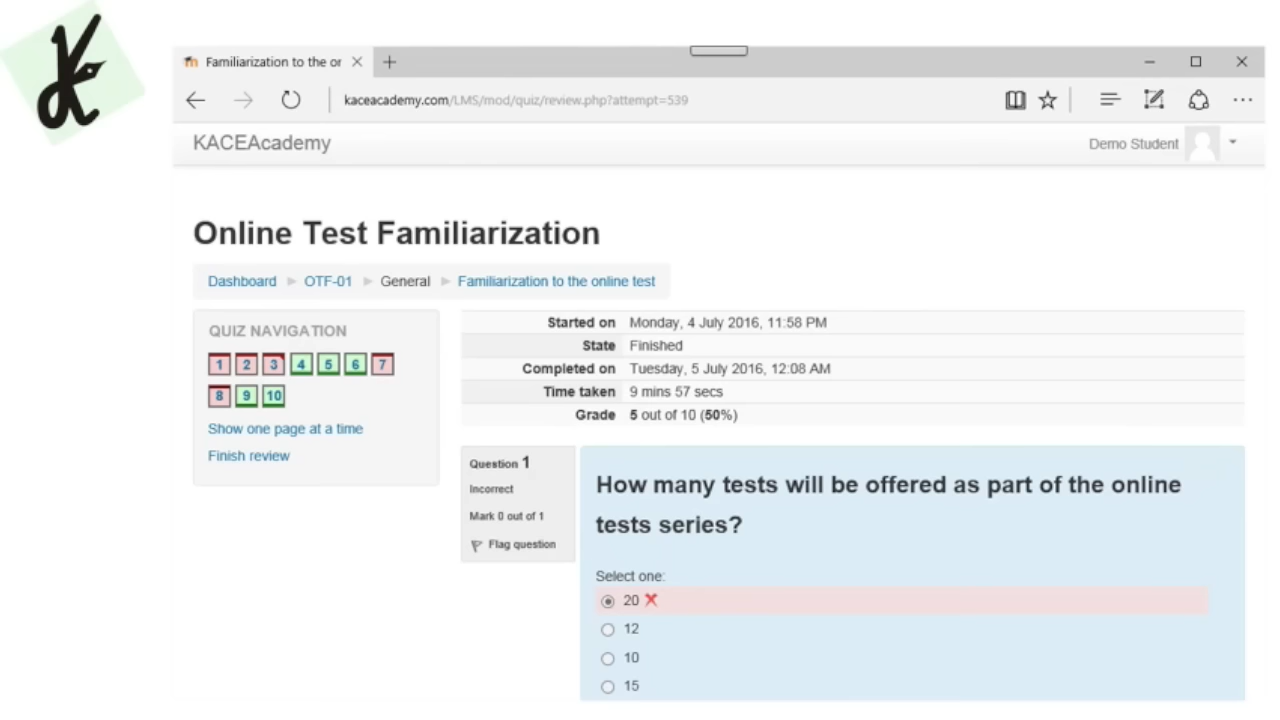 Familiarization to the or
kaceacademy.com/LMS/mod/quiz/review.php?attempt=539
KACEAcademy
Demo Student
Online Test Familiarization
Dashboard OTF-01 General Familiarization to the online test
QUIZ NAVIGATION
1 2 3 4 5 6 7
8 9 10
Show one page at a time
Finish review
Started on Monday, 4 July 2016, 11:58 PM
State Finished
Completed on Tuesday, 5 July 2016, 12:08 AM
Time taken 9 mins 57 secs
Grade 5 out of 10 (50%)
Question 1
Incorrect
Mark 0 out of 1
Flag question
How many tests will be offered as part of the online
tests series?
Select one:
20
12
10
15